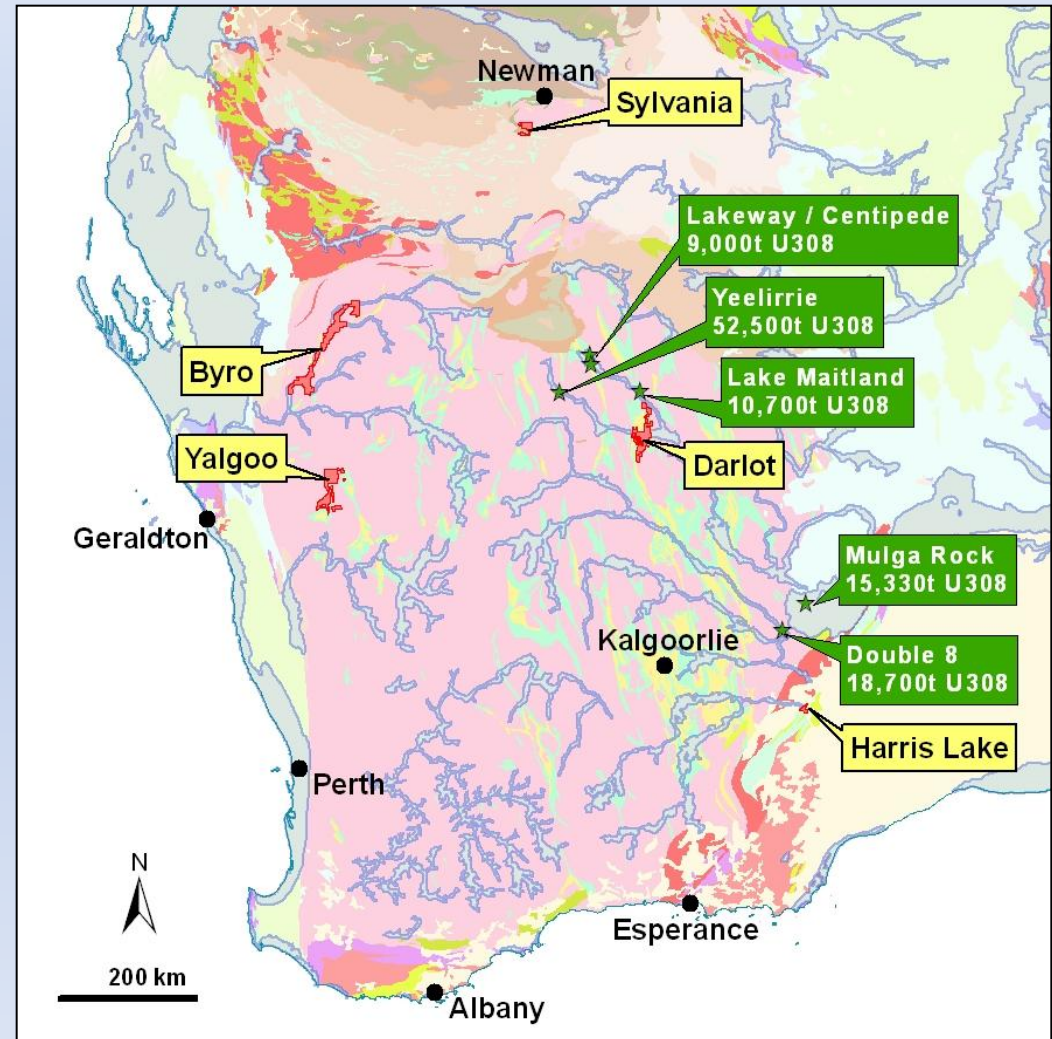 Newman
Sylvania
Lakeway / Centipede
9,000t U308
Yeelirrie
52,500t U308
Byro
Lake Maitland
10,700t U308
Yalgoo
Darlot
Geraldton
Mulga Rock
15,330t U308
Kalgoorlie
Double 8
18,700t U308
Harris Lake
Perth
N
Esperance
200 km
Albany